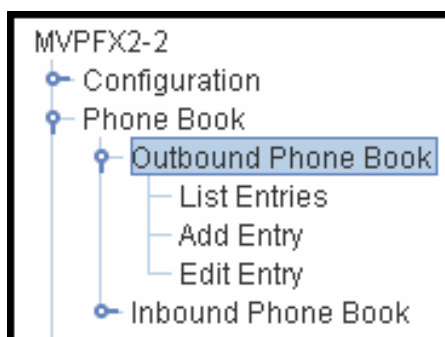 MVPFX2-2
Configuration
Phone Book
Outbound Phone Book
List Entries
Add Entry
Edit Entry
Inbound Phone Book